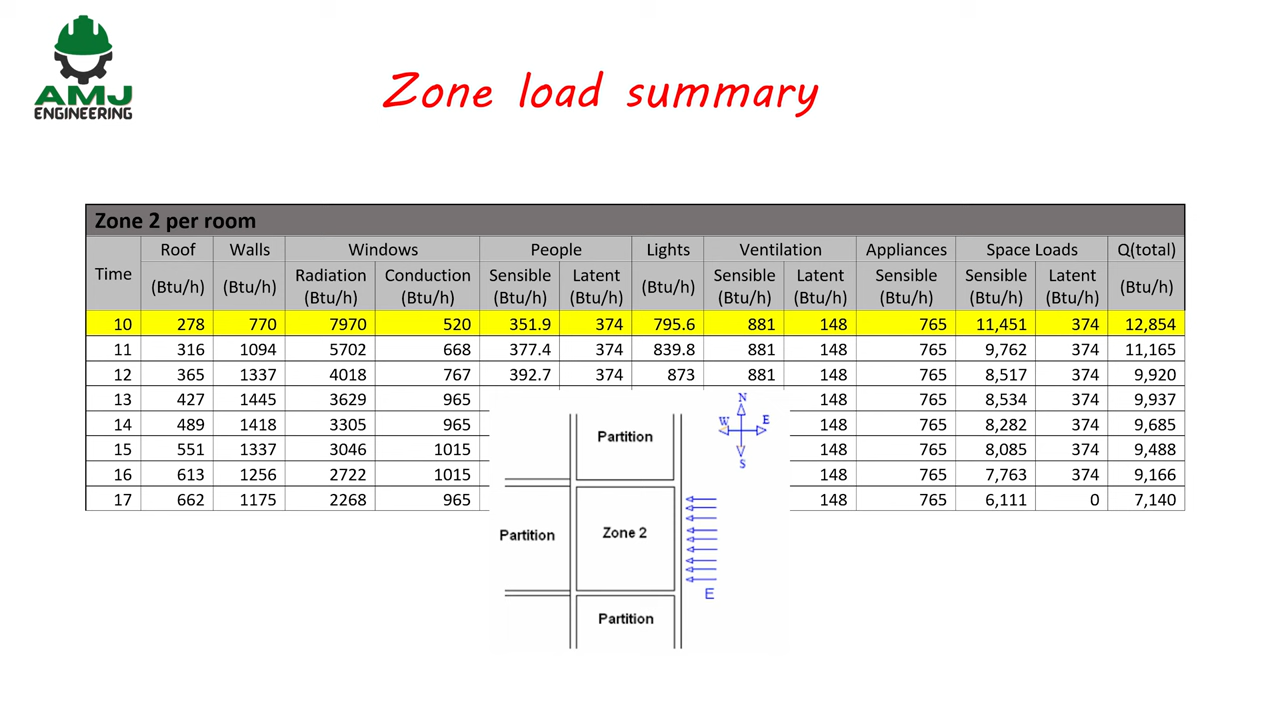 AMJ
ENGINEERING
Zone load summary
Zone 2 per room
Time Roof Walls Windows People Lights Ventilation Appliances Space Loads Q(total)
(Btu/h) (Btu/h) Radiation (Btu/h) Conduction (Btu/h) Sensible (Btu/h) Latent (Btu/h) (Btu/h) Sensible (Btu/h) Latent (Btu/h) Sensible (Btu/h) Sensible (Btu/h) Latent (Btu/h) (Btu/h)
10 278 770 7970 520 351.9 374 795.6 881 148 765 11,451 374 12,854
11 316 1094 5702 668 377.4 374 839.8 881 148 765 9,762 374 11,165
12 365 1337 4018 767 392.7 374 873 881 148 765 8,517 374 9,920
13 427 1445 3629 965 148 765 8,534 374 9,937
14 489 1418 3305 965 148 765 8,282 374 9,685
15 551 1337 3046 1015 148 765 8,085 374 9,488
16 613 1256 2722 1015 148 765 7,763 374 9,166
17 662 1175 2268 965 148 765 6,111 0 7,140
N
W E
S
Partition
Partition
Zone 2
E
Partition